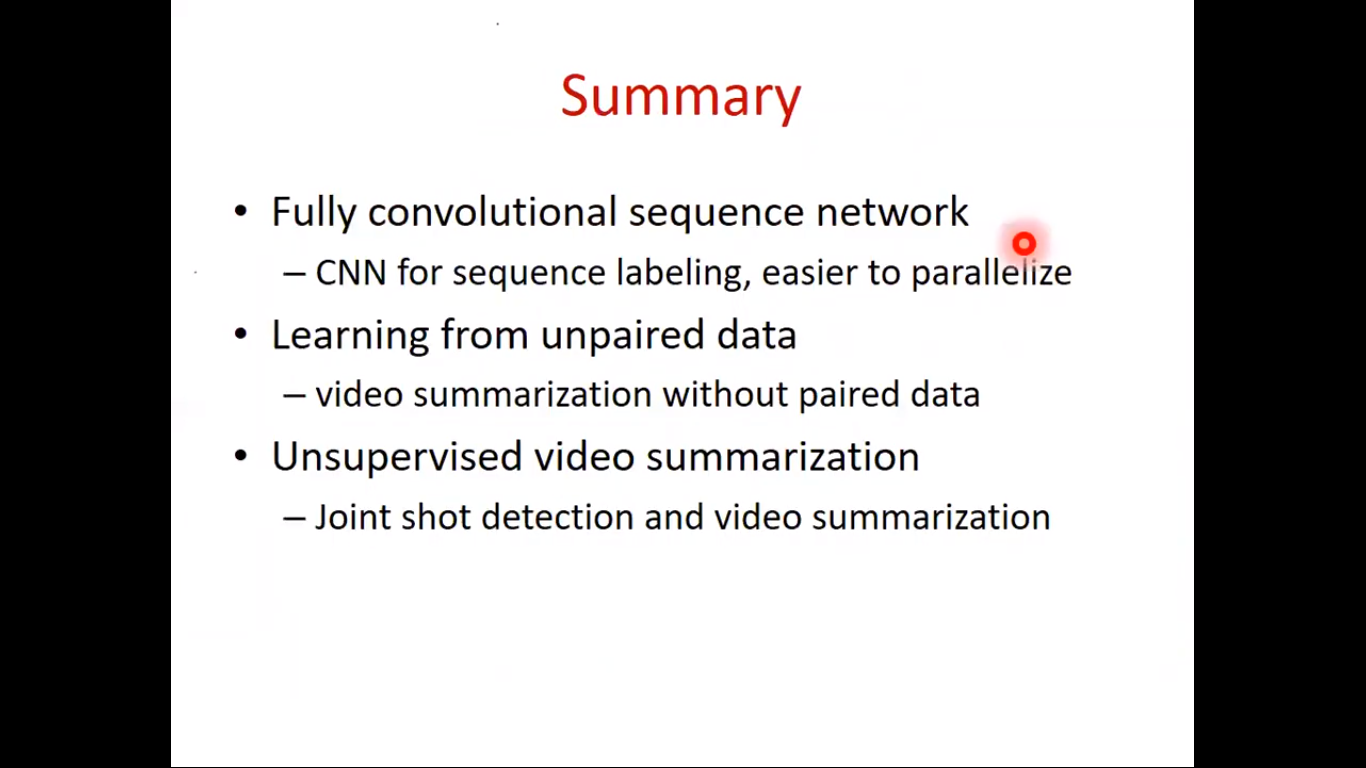 Summary
• Fully convolutional sequence network
– CNN for sequence labeling, easier to parallelize
• Learning from unpaired data
– video summarization without paired data
• Unsupervised video summarization
– Joint shot detection and video summarization